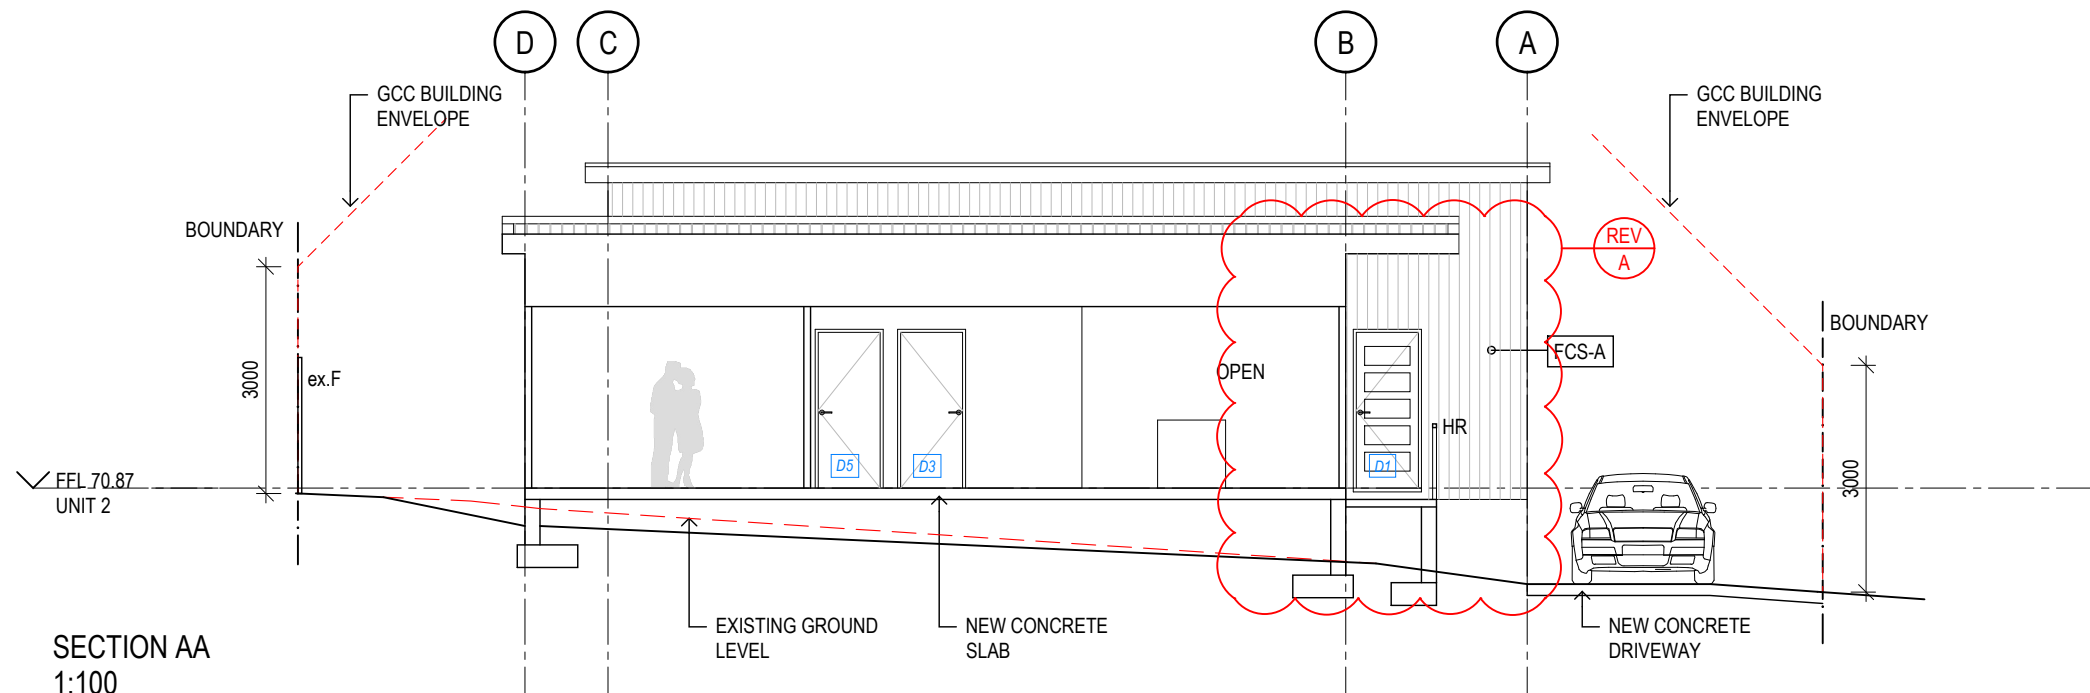 D
C
B
A
GCC BUILDING
ENVELOPE
GCC BUILDING
ENVELOPE
BOUNDARY
REV
A
BOUNDARY
3000
ex.F
OPEN
FCS-A
HR
D5
D3
D1
3000
FFL 70.87
UNIT 2
EXISTING GROUND
LEVEL
NEW CONCRETE
SLAB
NEW CONCRETE
DRIVEWAY
SECTION AA
1:100